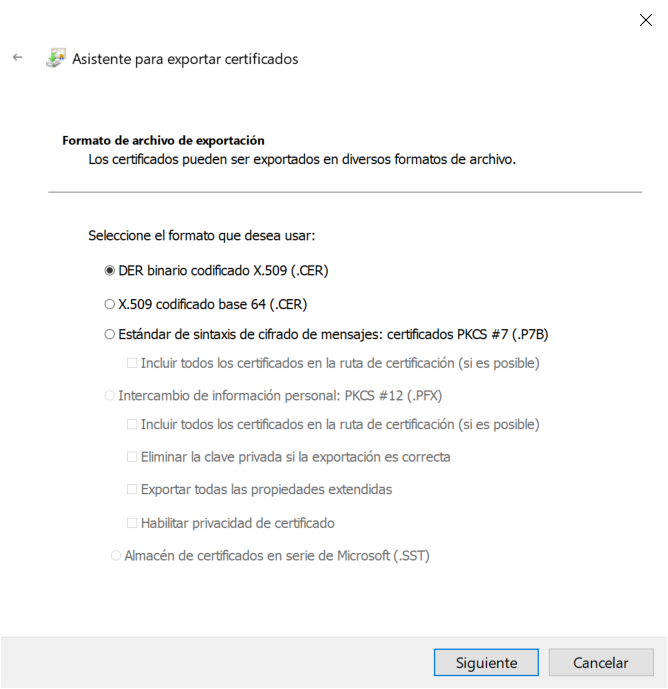 Asistente para exportar certificados
Formato de archivo de exportación
Los certificados pueden ser exportados en diversos formatos de archivo.
Seleccione el formato que desea usar:
DER binario codificado X.509 (.CER)
X.509 codificado base 64 (.CER)
Estándar de sintaxis de cifrado de mensajes: certificados PKCS #7 (.P7B)
Incluir todos los certificados en la ruta de certificación (si es posible)
Intercambio de información personal: PKCS #12 (.PFX)
Incluir todos los certificados en la ruta de certificación (si es posible)
Eliminar la clave privada si la exportación es correcta
Exportar todas las propiedades extendidas
Habilitar privacidad de certificado
Almacén de certificados en serie de Microsoft (.SST)
Siguiente
Cancelar